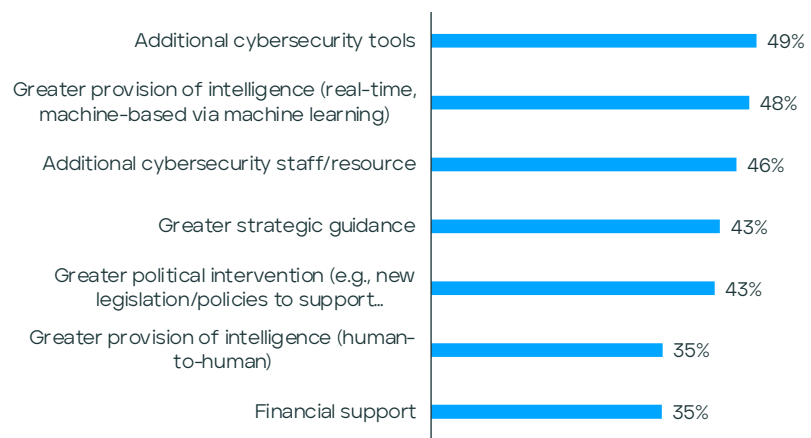 Additional cybersecurity tools
49%
Greater provision of intelligence (real-time,
machine-based via machine learning)
48%
Additional cybersecurity staff/resource
46%
Greater strategic guidance
43%
Greater political intervention (e.g., new
legislation/policies to support…
43%
Greater provision of intelligence (human-
to-human)
35%
Financial support
35%